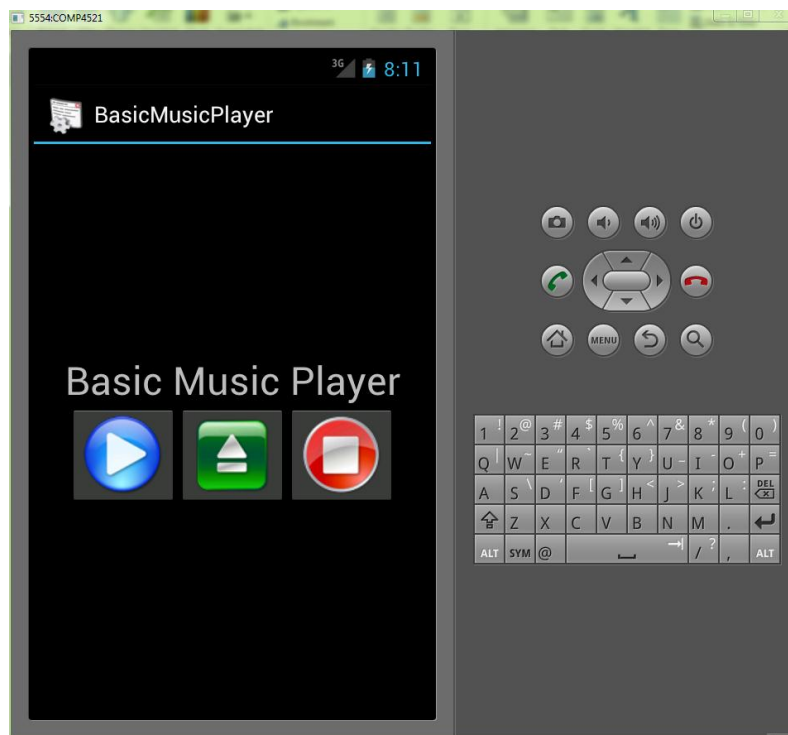 5554:COMP4521
3G 8:11
BasicMusicPlayer
Basic Music Player
MENU
1 ! 2 @ 3 # 4 $ 5 % 6 ^ 7 & 8 * 9 ( 0 )
Q | W ~ E " R ` T { Y } U - I - O + P =
A S \ D ' F [ G ] H < J > K ; L : DEL
Z X C V B N M .
ALT SYM @ / ? , ALT